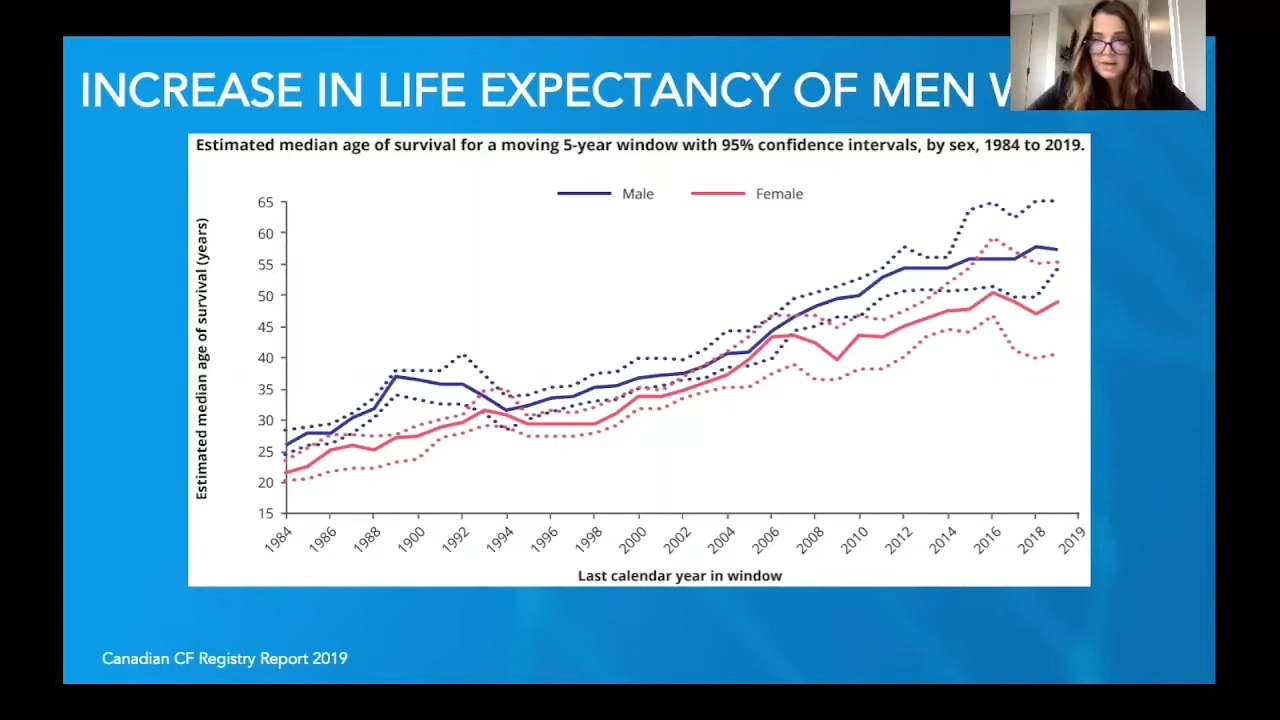 INCREASE IN LIFE EXPECTANCY OF MEN
Estimated median age of survival for a moving 5-year window with 95% confidence intervals, by sex, 1984 to 2019.
Male Female
Estimated median age of survival (years)
65
60
55
50
45
40
35
30
25
20
15
1984 1986 1988 1900 1992 1994 1996 1998 2000 2002 2004 2006 2008 2010 2012 2014 2016 2018 2019
Last calendar year in window
Canadian CF Registry Report 2019